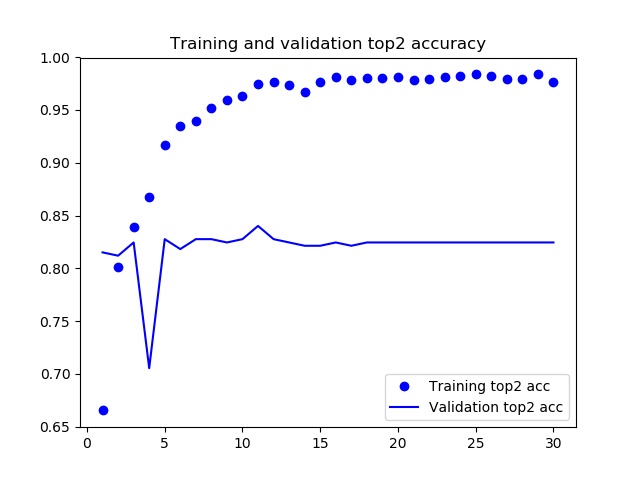 Training and validation top2 accuracy
1.00
0.95
0.90
0.85
0.80
0.75
0.70
0.65
Training top2 acc
Validation top2 acc
0 5 10 15 20 25 30